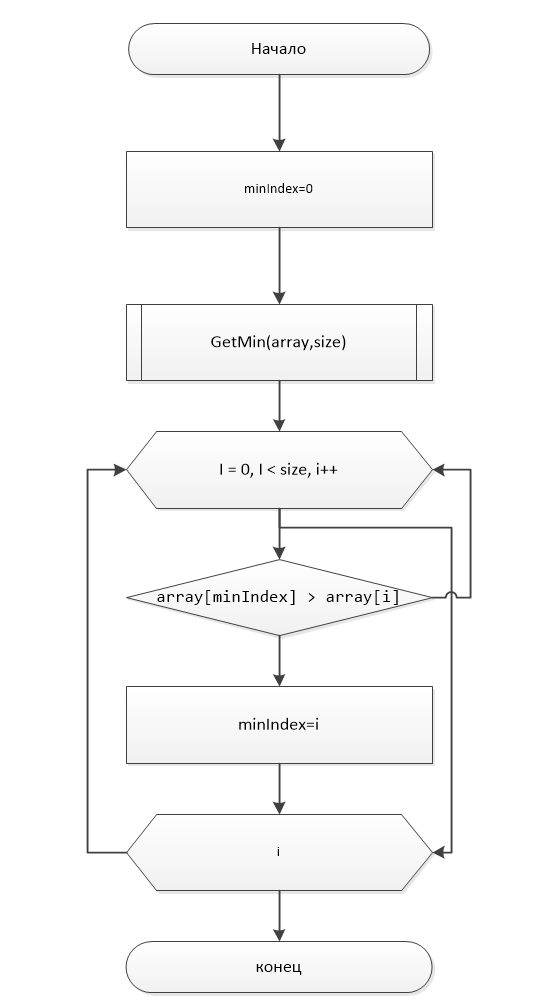 Начало
minIndex=0
GetMin(array,size)
I = 0, I < size, i++
array[minIndex] > array[i]
minIndex=i
i
конец